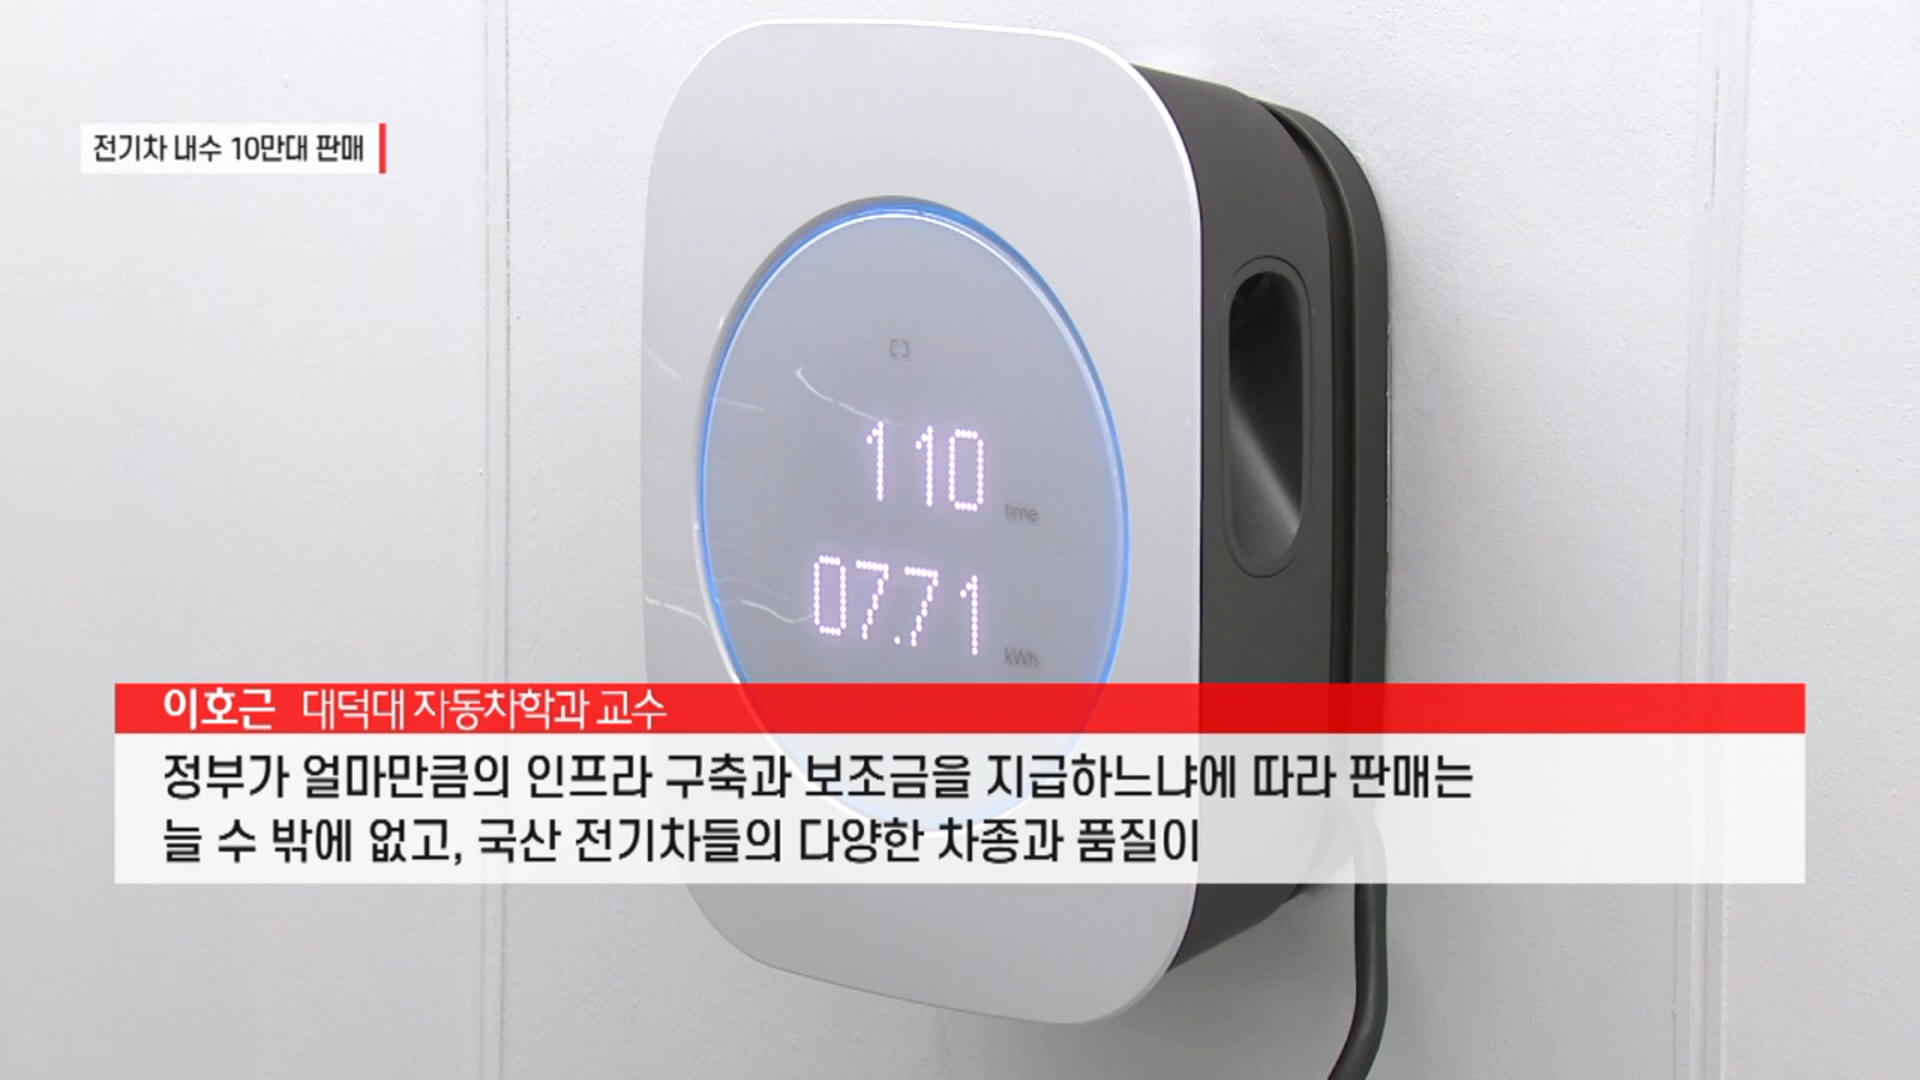 전기차 내수 10만대 판매
110
time
07.71
kWh
이호근 대덕대 자동차학과 교수
정부가 얼마만큼의 인프라 구축과 보조금을 지급하느냐에 따라 판매는
늘 수 밖에 없고, 국산 전기차들의 다양한 차종과 품질이